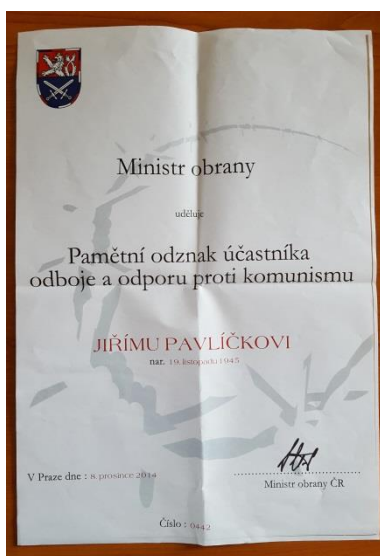 Ministr obrany
uděluje
Pamětní odznak účastníka
odboje a odporu proti komunismu
JIŘÍMU PAVLÍČKOVI
nar. 19. listopadu 1945
V Praze dne : 8. prosince 2014
Ministr obrany ČR
Číslo : 0442